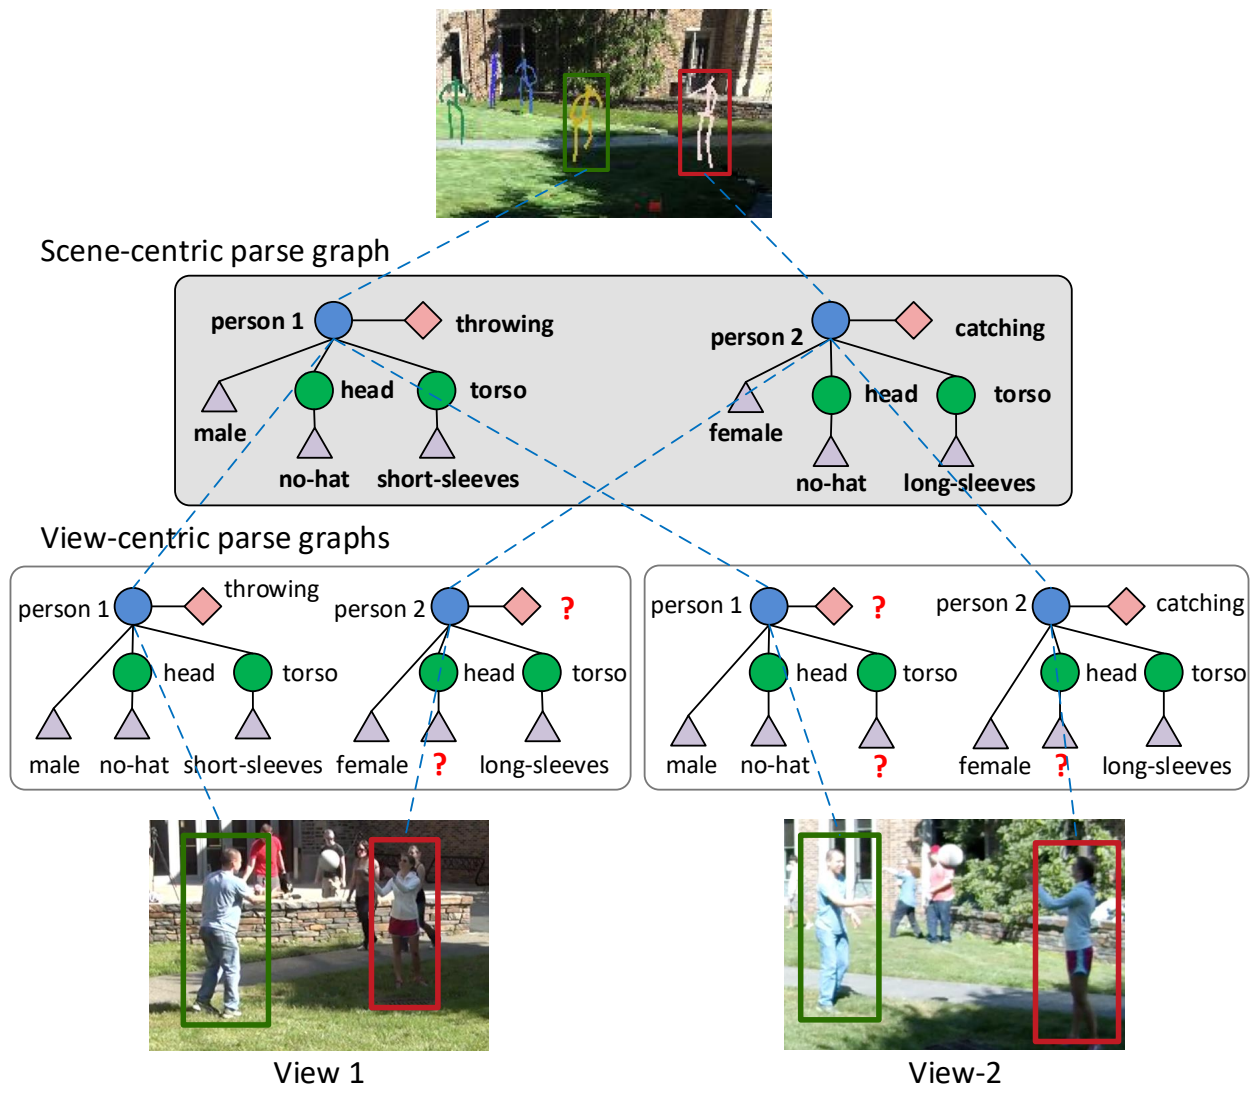 Scene-centric parse graph
person 1
throwing
person 2
catching
head
torso
head
torso
male
female
no-hat
short-sleeves
no-hat
long-sleeves
View-centric parse graphs
person 1
throwing
person 2
?
person 1
?
person 2
catching
head
torso
head
torso
head
torso
head
torso
male
no-hat
short-sleeves
female
?
long-sleeves
male
no-hat
?
female
?
long-sleeves
View 1
View-2